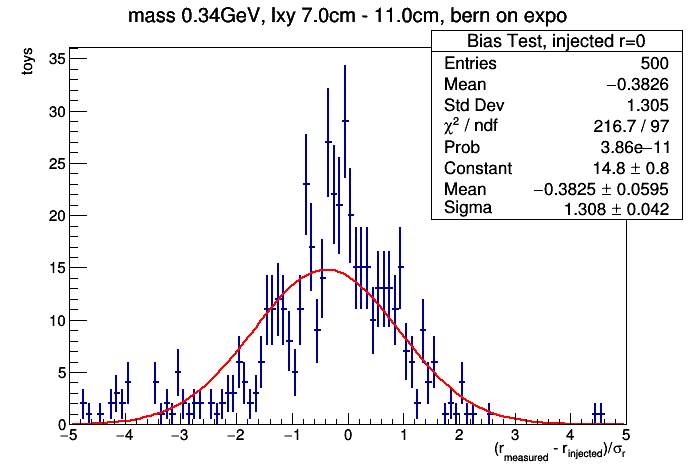 mass 0.34GeV, lxy 7.0cm - 11.0cm, bern on expo
toys
Bias Test, injected r=0
Entries 500
Mean −0.3826
Std Dev 1.305
χ² / ndf 216.7 / 97
Prob 3.86e−11
Constant 14.8 ± 0.8
Mean −0.3825 ± 0.0595
Sigma 1.308 ± 0.042
35
30
25
20
15
10
5
0
−5 −4 −3 −2 −1 0 1 2 3 4 5
(r_measured - r_injected)/σ_r